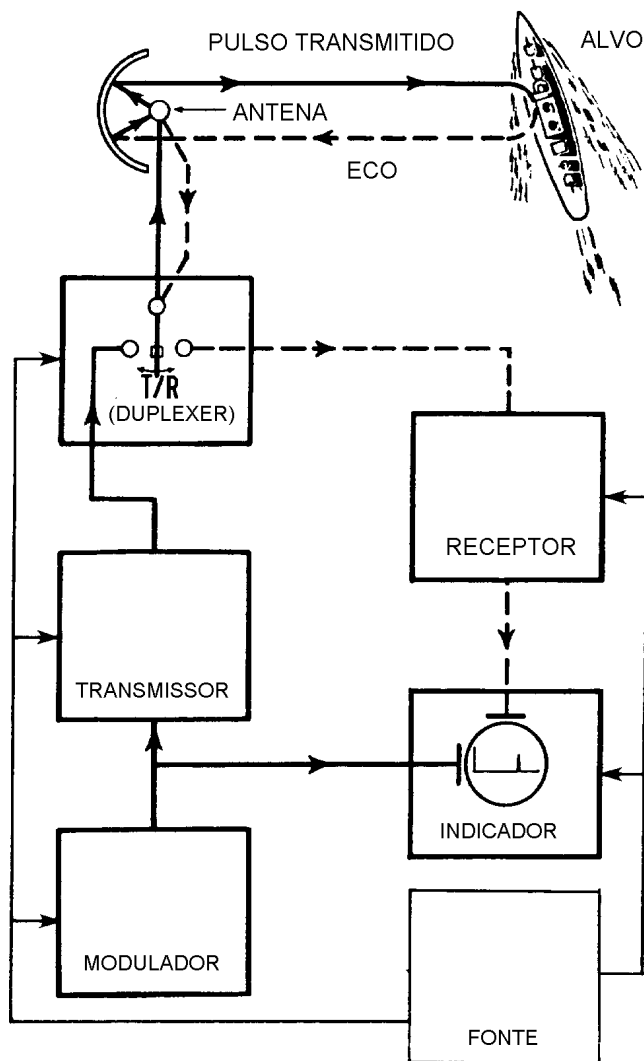 PULSO TRANSMITIDO
ALVO
ANTENA
ECO
T/R
(DUPLEXER)
RECEPTOR
TRANSMISSOR
INDICADOR
MODULADOR
FONTE